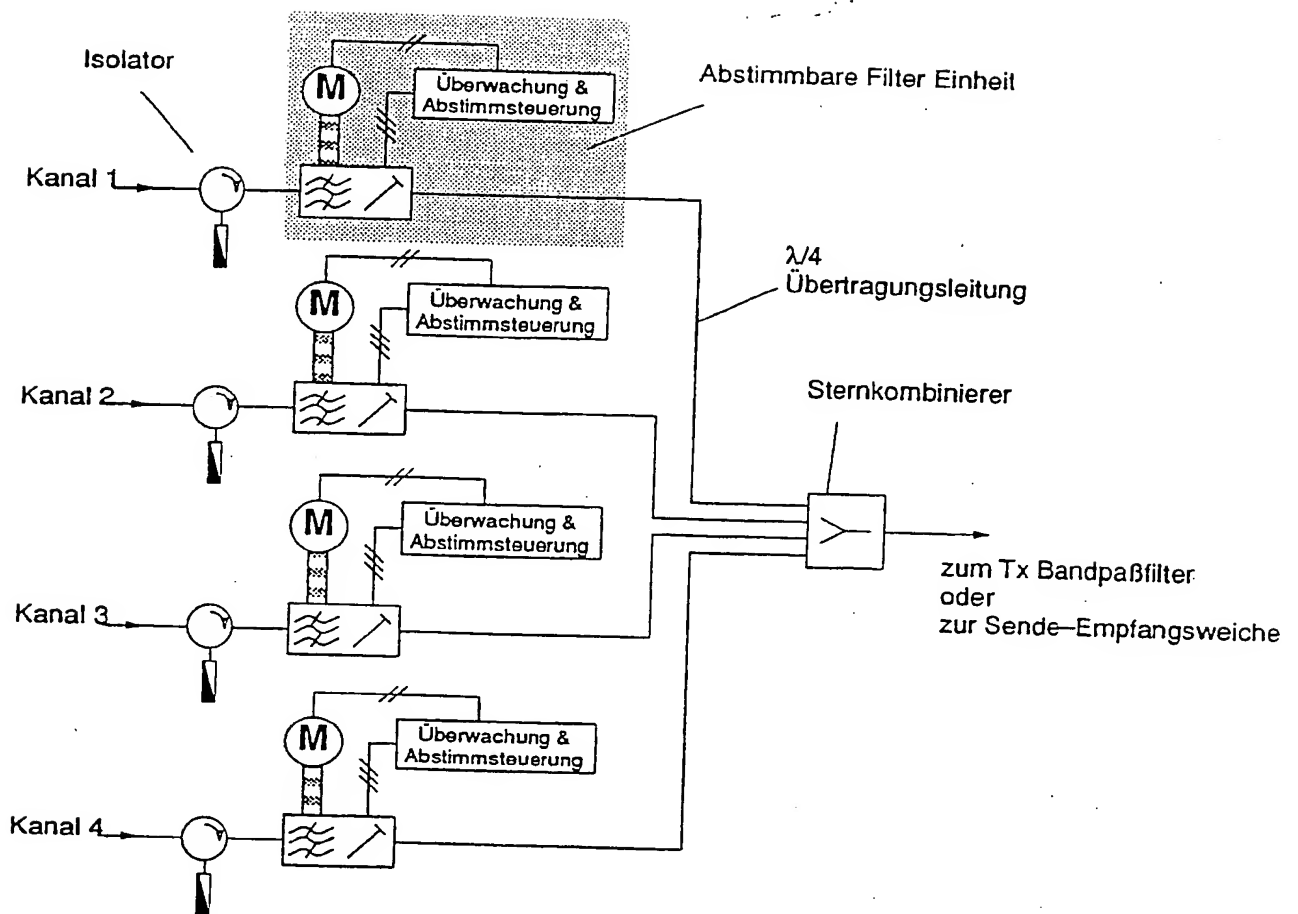 Isolator
M
Überwachung &
Abstimmsteuerung
Abstimmbare Filter Einheit
Kanal 1
λ/4
Übertragungsleitung
M
Überwachung &
Abstimmsteuerung
Kanal 2
Sternkombinierer
M
Überwachung &
Abstimmsteuerung
zum Tx Bandpaßfilter
oder
zur Sende–Empfangsweiche
Kanal 3
M
Überwachung &
Abstimmsteuerung
Kanal 4